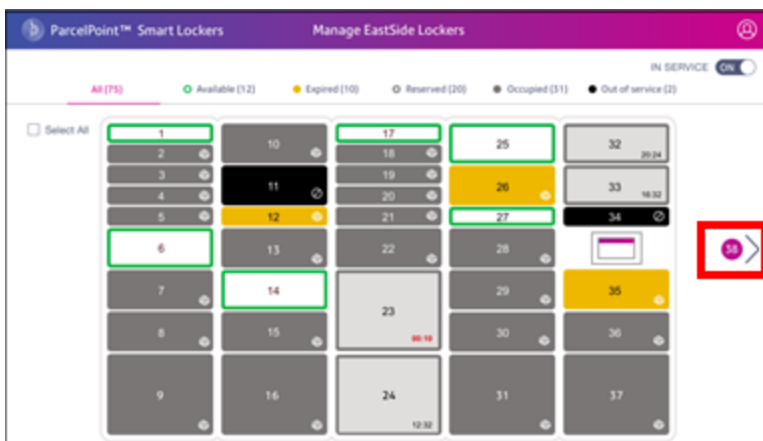 b ParcelPoint™ Smart Lockers Manage EastSide Lockers
IN SERVICE ON
All (75) Available (12) Expired (10) Reserved (20) Occupied (31) Out of service (2)
Select All
1 10 17 25 32
20:24
2 18
3 11 19 26 33
16:32
4 20
5 12 21 27 34
6 13 22 28 38
7 14 23 29 35
00:10
8 15 30 36
9 16 24 31 37
12:32